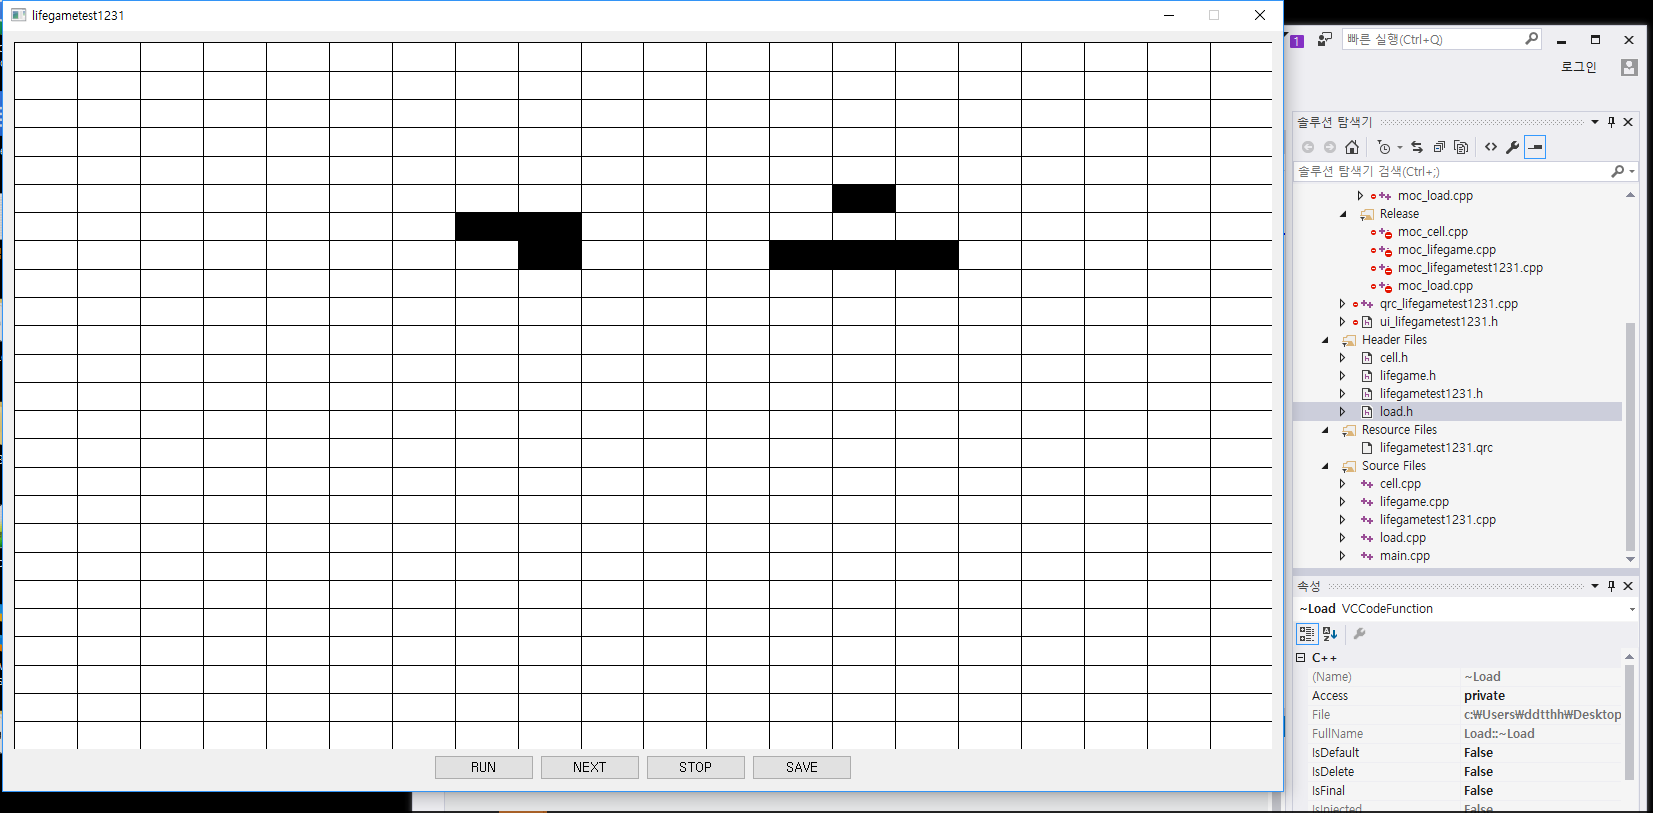 lifegametest1231
RUN
NEXT
STOP
SAVE
1
빠른 실행(Ctrl+Q)
로그인
솔루션 탐색기
솔루션 탐색기 검색(Ctrl+;)
moc_load.cpp
Release
moc_cell.cpp
moc_lifegame.cpp
moc_lifegametest1231.cpp
moc_load.cpp
qrc_lifegametest1231.cpp
ui_lifegametest1231.h
Header Files
cell.h
lifegame.h
lifegametest1231.h
load.h
Resource Files
lifegametest1231.qrc
Source Files
cell.cpp
lifegame.cpp
lifegametest1231.cpp
load.cpp
main.cpp
속성
~Load VCCodeFunction
C++
(Name) ~Load
Access private
File c:₩Users₩ddtthh₩Desktop
FullName Load::~Load
IsDefault False
IsDelete False
IsFinal False
IsInjected False